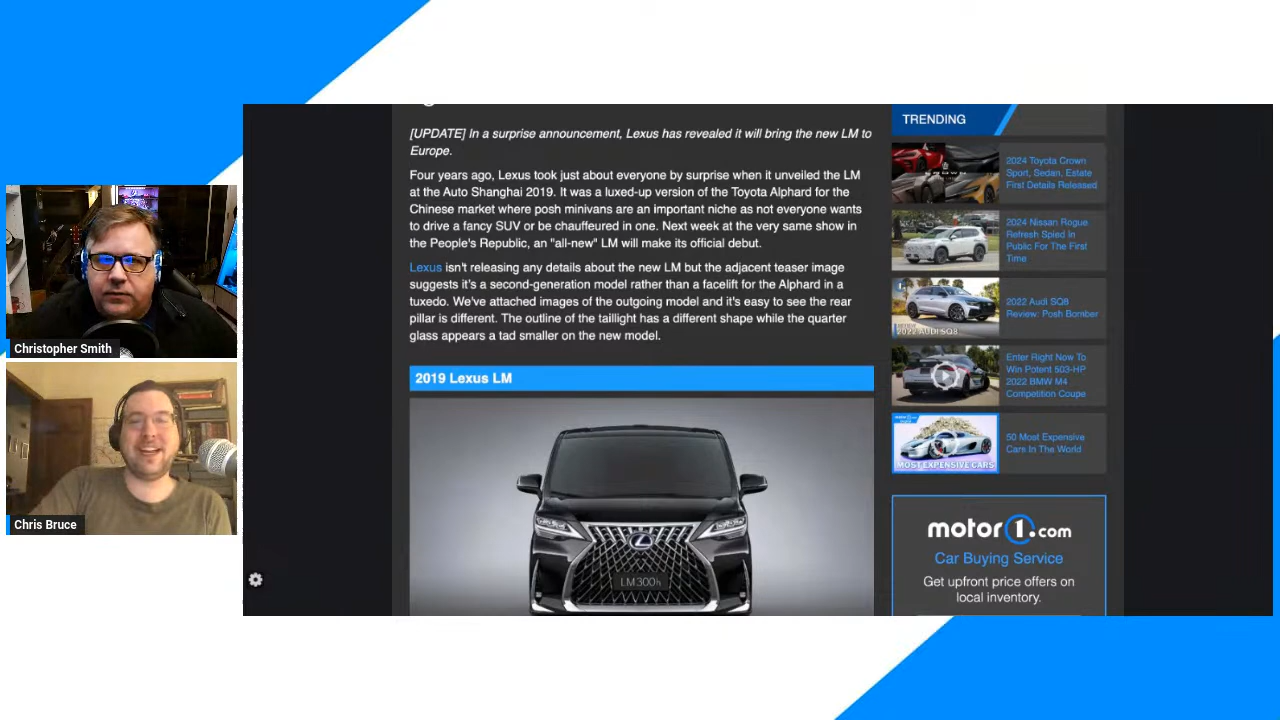 [UPDATE] In a surprise announcement, Lexus has revealed it will bring the new LM to
Europe.
Four years ago, Lexus took just about everyone by surprise when it unveiled the LM
at the Auto Shanghai 2019. It was a luxed-up version of the Toyota Alphard for the
Chinese market where posh minivans are an important niche as not everyone wants
to drive a fancy SUV or be chauffeured in one. Next week at the very same show in
the People's Republic, an "all-new" LM will make its official debut.
Lexus isn't releasing any details about the new LM but the adjacent teaser image
suggests it's a second-generation model rather than a facelift for the Alphard in a
tuxedo. We've attached images of the outgoing model and it's easy to see the rear
pillar is different. The outline of the taillight has a different shape while the quarter
glass appears a tad smaller on the new model.
2019 Lexus LM
LM300h
TRENDING
2024 Toyota Crown
Sport, Sedan, Estate
First Details Released
2024 Nissan Rogue
Refresh Spied In
Public For The First
Time
2022 AUDI SQ8
2022 Audi SQ8
Review: Posh Bomber
Enter Right Now To
Win Potent 503-HP
2022 BMW M4
Competition Coupe
MOST EXPENSIVE CARS
50 Most Expensive
Cars In The World
motor1.com
Car Buying Service
Get upfront price offers on
local inventory.
Christopher Smith
Chris Bruce